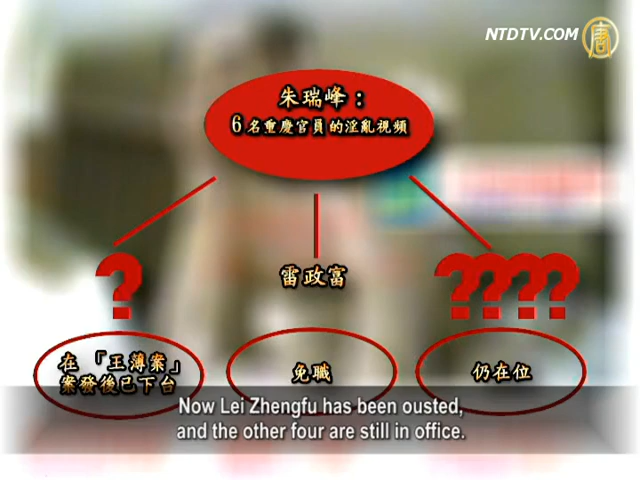 NTDTV.COM 唐
朱瑞峰：
6名重慶官員的淫亂視頻
?
雷政富
????
在「王薄案」
案發後已下台
免職
仍在位
Now Lei Zhengfu has been ousted,
and the other four are still in office.